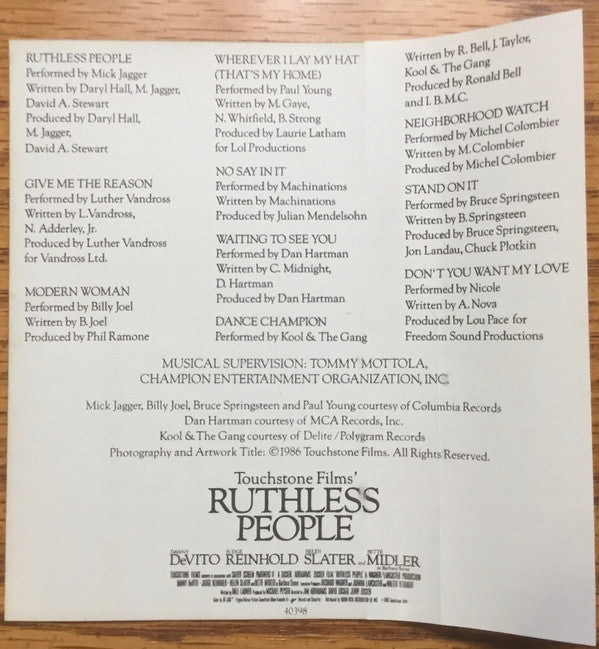 RUTHLESS PEOPLE
Performed by Mick Jagger
Written by Daryl Hall, M. Jagger,
David A. Stewart
Produced by Daryl Hall,
M. Jagger,
David A. Stewart
GIVE ME THE REASON
Performed by Luther Vandross
Written by L.Vandross,
N. Adderley, Jr.
Produced by Luther Vandross
for Vandross Ltd.
MODERN WOMAN
Performed by Billy Joel
Written by B. Joel
Produced by Phil Ramone
WHEREVER I LAY MY HAT
(THAT'S MY HOME)
Performed by Paul Young
Written by M. Gaye,
N. Whitfield, B. Strong
Produced by Laurie Latham
for Lol Productions
NO SAY IN IT
Performed by Machinations
Written by Machinations
Produced by Julian Mendelsohn
WAITING TO SEE YOU
Performed by Dan Hartman
Written by C. Midnight,
D. Hartman
Produced by Dan Hartman
DANCE CHAMPION
Performed by Kool & The Gang
Written by R. Bell, J. Taylor,
Kool & The Gang
Produced by Ronald Bell
and I. B. M.C.
NEIGHBORHOOD WATCH
Performed by Michel Colombier
Written by M. Colombier
Produced by Michel Colombier
STAND ON IT
Performed by Bruce Springsteen
Written by B. Springsteen
Produced by Bruce Springsteen,
Jon Landau, Chuck Plotkin
DON'T YOU WANT MY LOVE
Performed by Nicole
Written by A. Nova
Produced by Lou Pace for
Freedom Sound Productions
MUSICAL SUPERVISION: TOMMY MOTTOLA,
CHAMPION ENTERTAINMENT ORGANIZATION, INC.
Mick Jagger, Billy Joel, Bruce Springsteen and Paul Young courtesy of Columbia Records
Dan Hartman courtesy of MCA Records, Inc.
Kool & The Gang courtesy of Delite / Polygram Records
Photography and Artwork Title: ©1986 Touchstone Films. All Rights Reserved.
Touchstone Films'
RUTHLESS
PEOPLE
DANNY DeVITO JUDGE REINHOLD HELEN SLATER and BETTE MIDLER
as Barbara Stone
40398